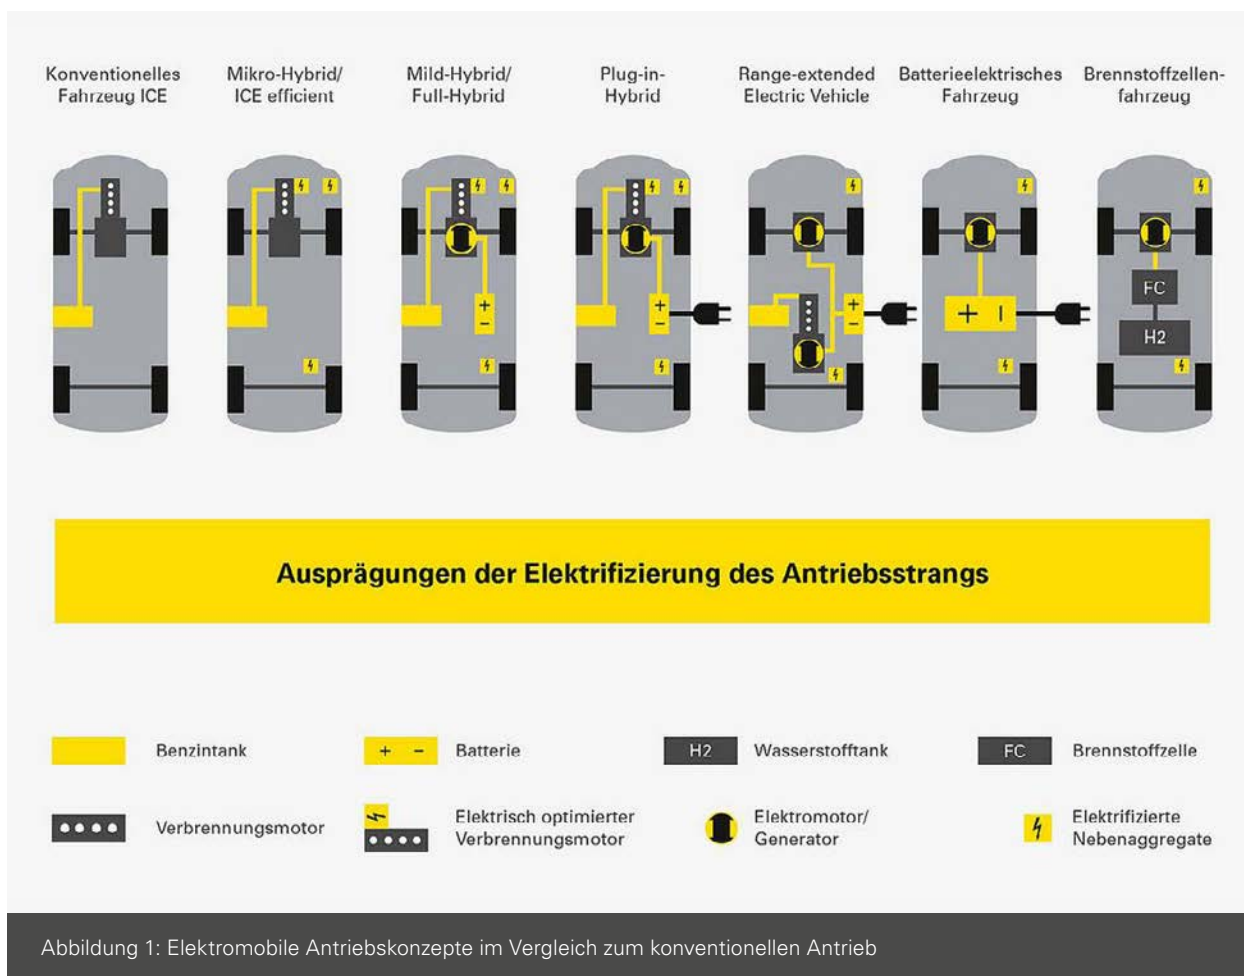 Konventionelles
Fahrzeug ICE
Mikro-Hybrid/
ICE efficient
Mild-Hybrid/
Full-Hybrid
Plug-in-
Hybrid
Range-extended
Electric Vehicle
Batterieelektrisches
Fahrzeug
Brennstoffzellen-
fahrzeug
+
-
+
-
+
-
+ -
FC
H2
Ausprägungen der Elektrifizierung des Antriebsstrangs
Benzintank
+ - Batterie
H2 Wasserstofftank
FC Brennstoffzelle
Verbrennungsmotor
Elektrisch optimierter
Verbrennungsmotor
Elektromotor/
Generator
Elektrifizierte
Nebenaggregate
Abbildung 1: Elektromobile Antriebskonzepte im Vergleich zum konventionellen Antrieb